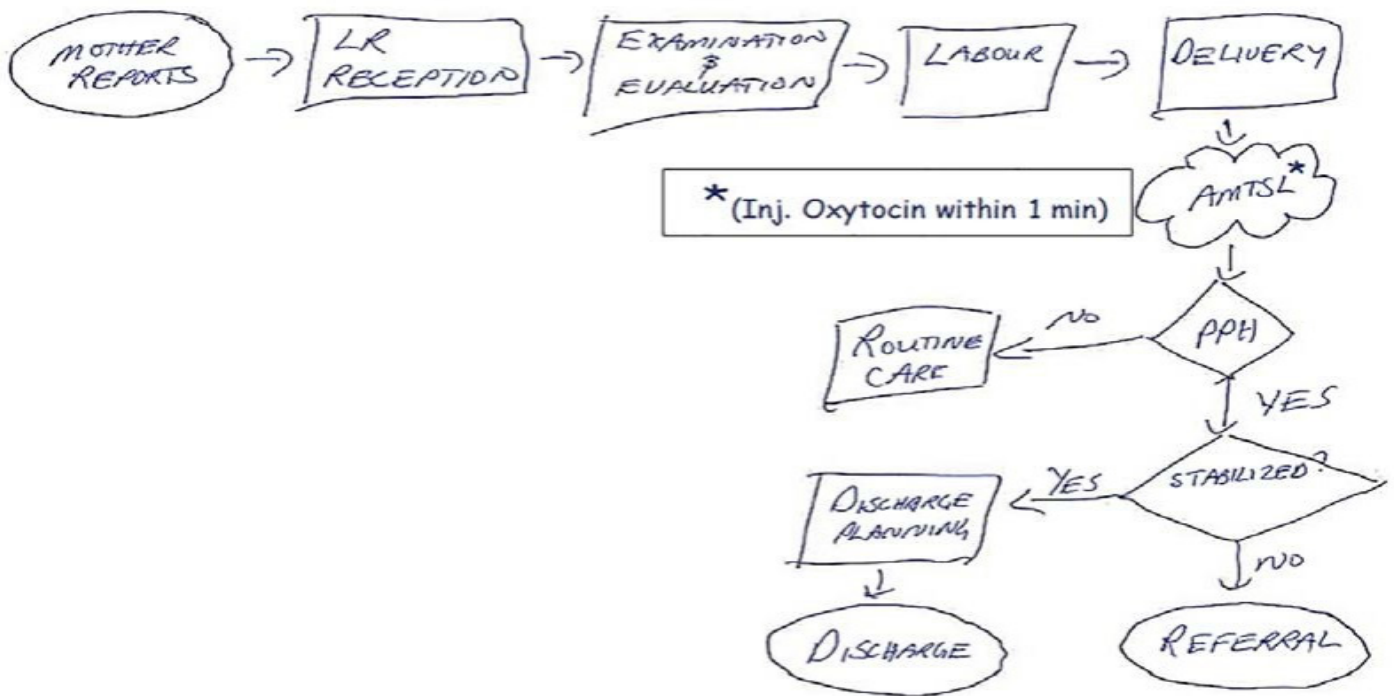 MOTHER
REPORTS
LR
RECEPTION
EXAMINATION
&
EVALUATION
LABOUR
DELIVERY
AMTSL*
*(Inj. Oxytocin within 1 min)
PPH
NO
ROUTINE
CARE
YES
STABILIZED?
YES
DISCHARGE
PLANNING
NO
DISCHARGE
REFERRAL